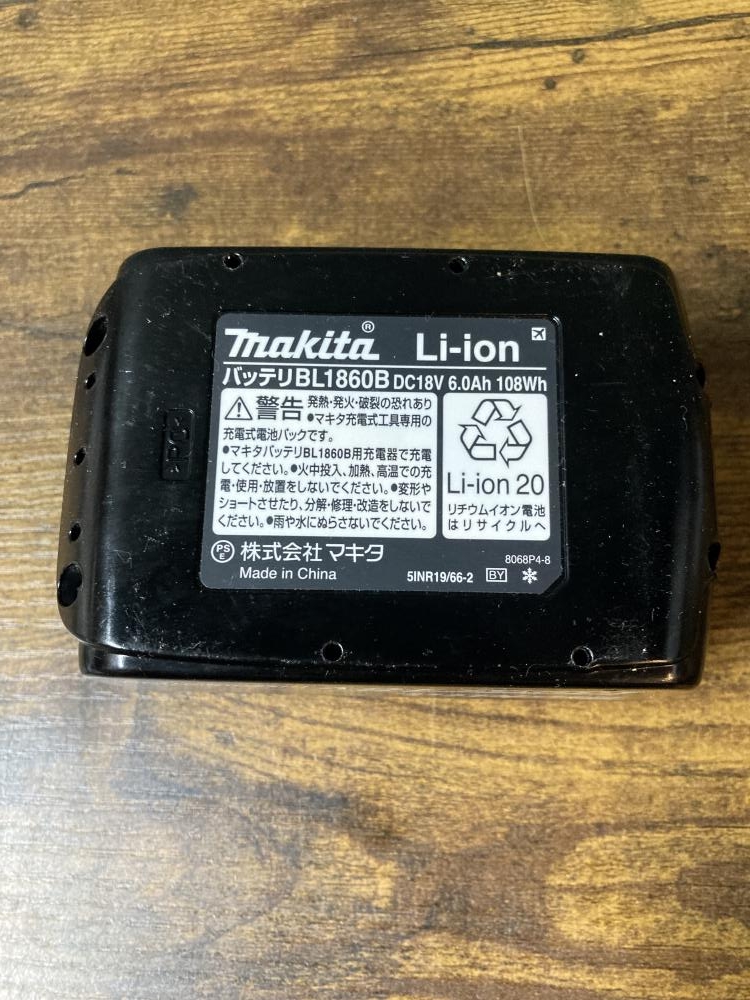 makita® Li-ion
バッテリBL1860B DC18V 6.0Ah 108Wh
警告 発熱・発火・破裂の恐れあり
●マキタ充電式工具専用の
充電式電池パックです。
●マキタバッテリBL1860B用充電器で充電
してください。●火中投入、加熱、高温での充
電・使用・放置をしないでください。●変形や
ショートさせたり、分解・修理・改造をしないで
ください。●雨や水にぬらさないでください。
Li-ion 20
リチウムイオン電池
はリサイクルへ
PS
E 株式会社 マキタ
Made in China
8068P4-8
5INR19/66-2 BY
>PC<